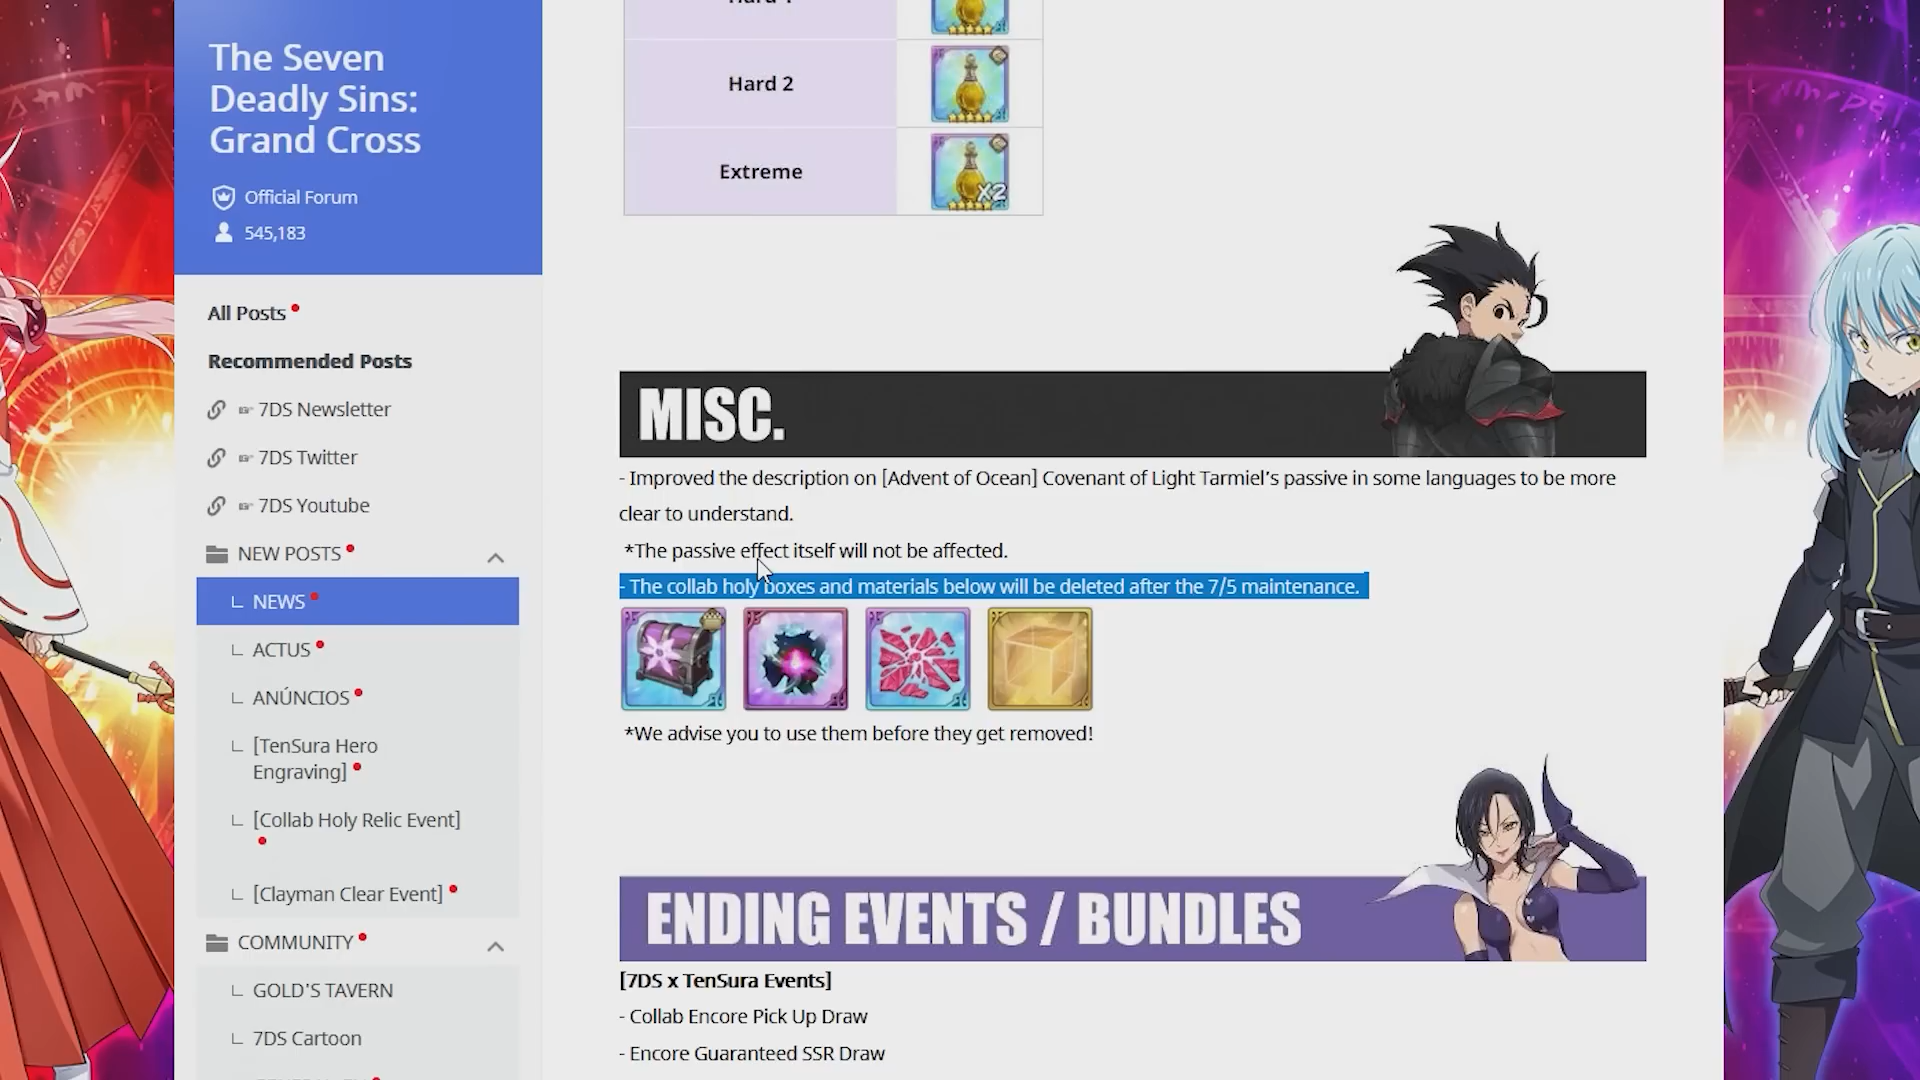 The Seven
Deadly Sins:
Grand Cross
Official Forum
545,183
All Posts
Recommended Posts
7DS Newsletter
7DS Twitter
7DS Youtube
NEW POSTS
NEWS
ACTUS
ANÚNCIOS
[TenSura Hero
Engraving]
[Collab Holy Relic Event]
[Clayman Clear Event]
COMMUNITY
GOLD'S TAVERN
7DS Cartoon
Hard 2
Extreme
X2
MISC.
- Improved the description on [Advent of Ocean] Covenant of Light Tarmiel's passive in some languages to be more
clear to understand.
*The passive effect itself will not be affected.
- The collab holy boxes and materials below will be deleted after the 7/5 maintenance.
*We advise you to use them before they get removed!
ENDING EVENTS / BUNDLES
[7DS x TenSura Events]
- Collab Encore Pick Up Draw
- Encore Guaranteed SSR Draw